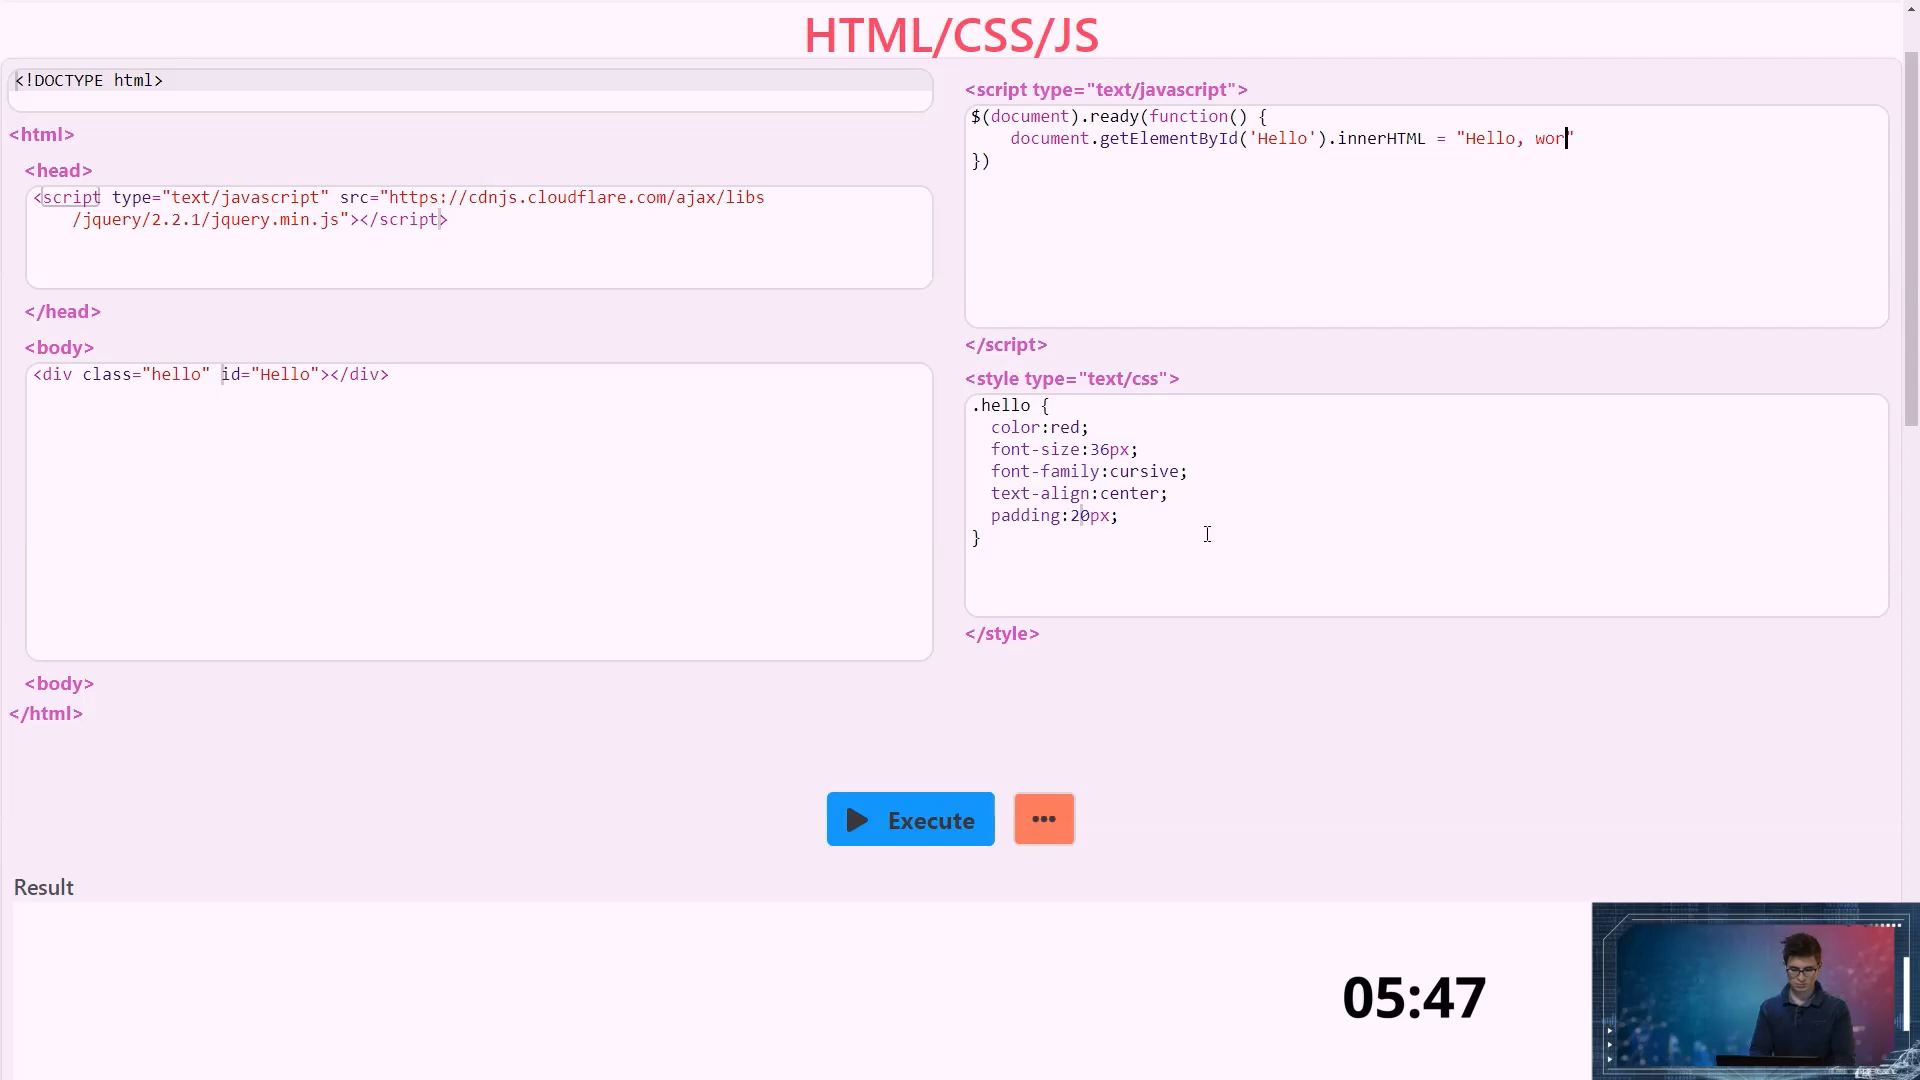 HTML/CSS/JS
<!DOCTYPE html>
<html>
<head>
<script type="text/javascript" src="https://cdnjs.cloudflare.com/ajax/libs
/jquery/2.2.1/jquery.min.js"></script>
</head>
<body>
<div class="hello" id="Hello"></div>
<body>
</html>
<script type="text/javascript">
$(document).ready(function() {
document.getElementById('Hello').innerHTML = "Hello, wor"
})
</script>
<style type="text/css">
.hello {
color:red;
font-size:36px;
font-family:cursive;
text-align:center;
padding:20px;
}
</style>
Execute
Result
05:47